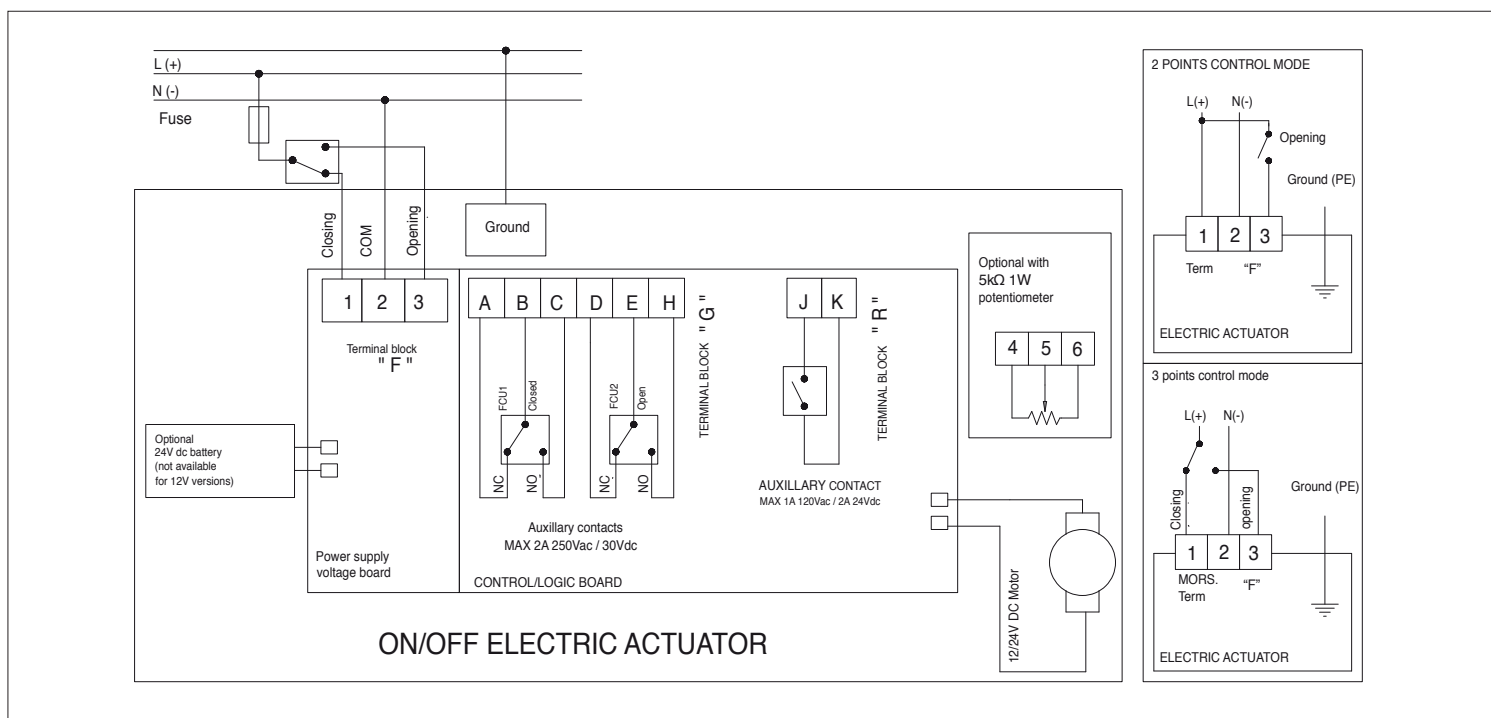 L (+)
N (-)
Fuse
Closing
COM
Opening
Ground
1 2 3
Terminal block
" F "
A B C D E H
TERMINAL BLOCK " G "
FCU1
Closed
FCU2
Open
NC
NO
NC
NO
Auxillary contacts
MAX 2A 250Vac / 30Vdc
J K
TERMINAL BLOCK " R "
AUXILLARY CONTACT
MAX 1A 120Vac / 2A 24Vdc
Optional
24V dc battery
(not available
for 12V versions)
Power supply
voltage board
CONTROL/LOGIC BOARD
12/24V DC Motor
Optional with
5kΩ 1W
potentiometer
4 5 6
ON/OFF ELECTRIC ACTUATOR
2 POINTS CONTROL MODE
L(+) N(-)
Opening
Ground (PE)
1 2 3
Term "F"
ELECTRIC ACTUATOR
3 points control mode
L(+) N(-)
Closing
opening
Ground (PE)
1 2 3
MORS.
Term "F"
ELECTRIC ACTUATOR